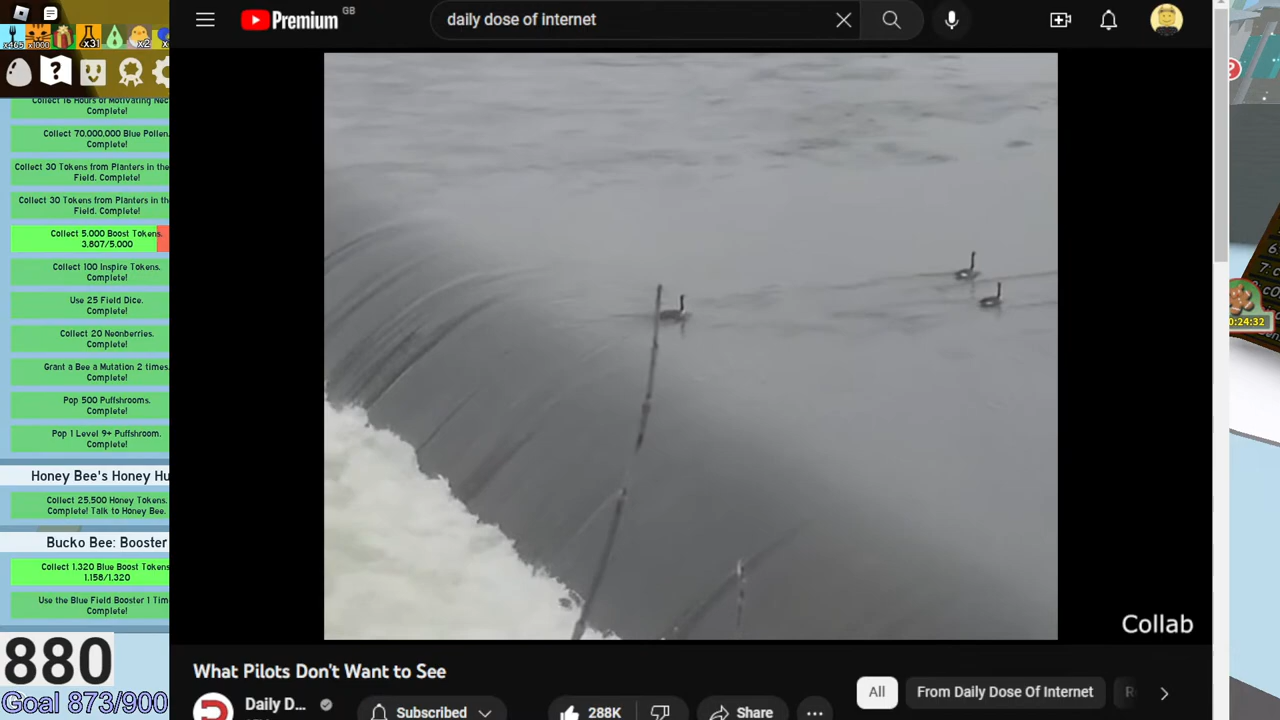 Premium GB
daily dose of internet
x465
x1000
x31
x2
Collect 16 Hours of Motivating Nec
Complete!
Collect 70,000,000 Blue Pollen.
Complete!
Collect 30 Tokens from Planters in the
Field. Complete!
Collect 30 Tokens from Planters in the
Field. Complete!
Collect 5,000 Boost Tokens.
3,807/5,000
Collect 100 Inspire Tokens.
Complete!
Use 25 Field Dice.
Complete!
Collect 20 Neonberries.
Complete!
Grant a Bee a Mutation 2 times.
Complete!
Pop 500 Puffshrooms.
Complete!
Pop 1 Level 9+ Puffshroom.
Complete!
Honey Bee's Honey Hu
Collect 25,500 Honey Tokens.
Complete! Talk to Honey Bee.
Bucko Bee: Booster
Collect 1,320 Blue Boost Tokens
1,158/1,320
Use the Blue Field Booster 1 Tim
Complete!
880
Goal 873/900
0:24:32
Collab
What Pilots Don't Want to See
Daily D...
Subscribed
288K
Share
All
From Daily Dose Of Internet